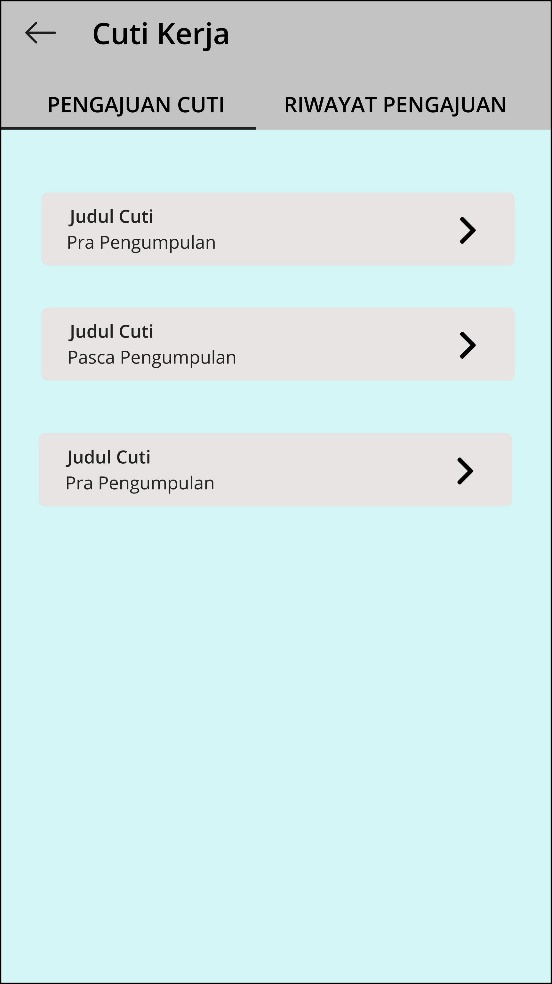 Cuti Kerja
PENGAJUAN CUTI RIWAYAT PENGAJUAN
Judul Cuti
Pra Pengumpulan
Judul Cuti
Pasca Pengumpulan
Judul Cuti
Pra Pengumpulan